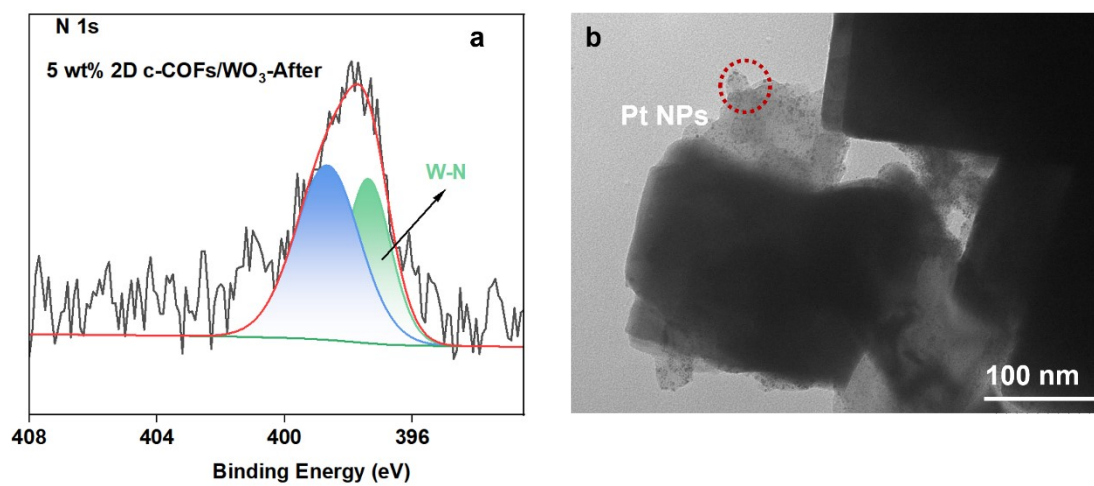 N 1s
a
5 wt% 2D c-COFs/WO₃-After
W-N
408
404
400
396
Binding Energy (eV)
b
Pt NPs
100 nm